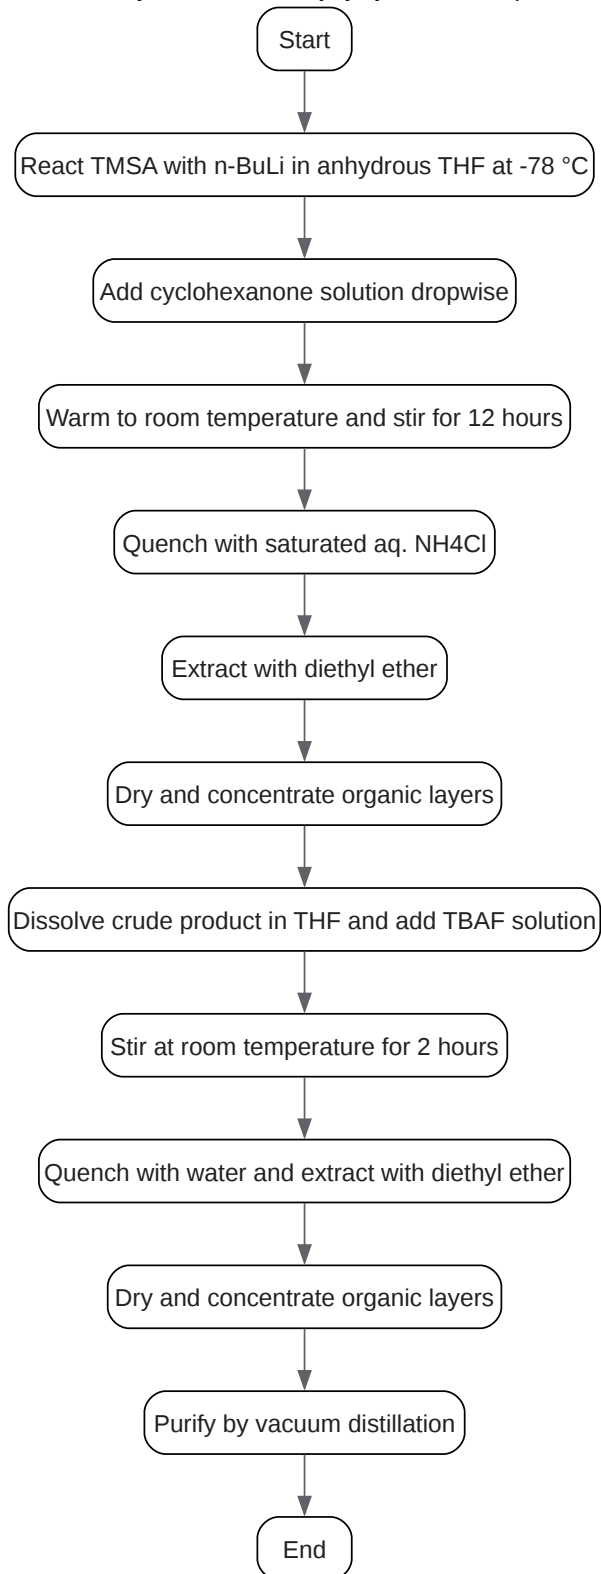 Start
React TMSA with n-BuLi in anhydrous THF at -78 °C
Add cyclohexanone solution dropwise
Warm to room temperature and stir for 12 hours
Quench with saturated aq. NH4Cl
Extract with diethyl ether
Dry and concentrate organic layers
Dissolve crude product in THF and add TBAF solution
Stir at room temperature for 2 hours
Quench with water and extract with diethyl ether
Dry and concentrate organic layers
Purify by vacuum distillation
End